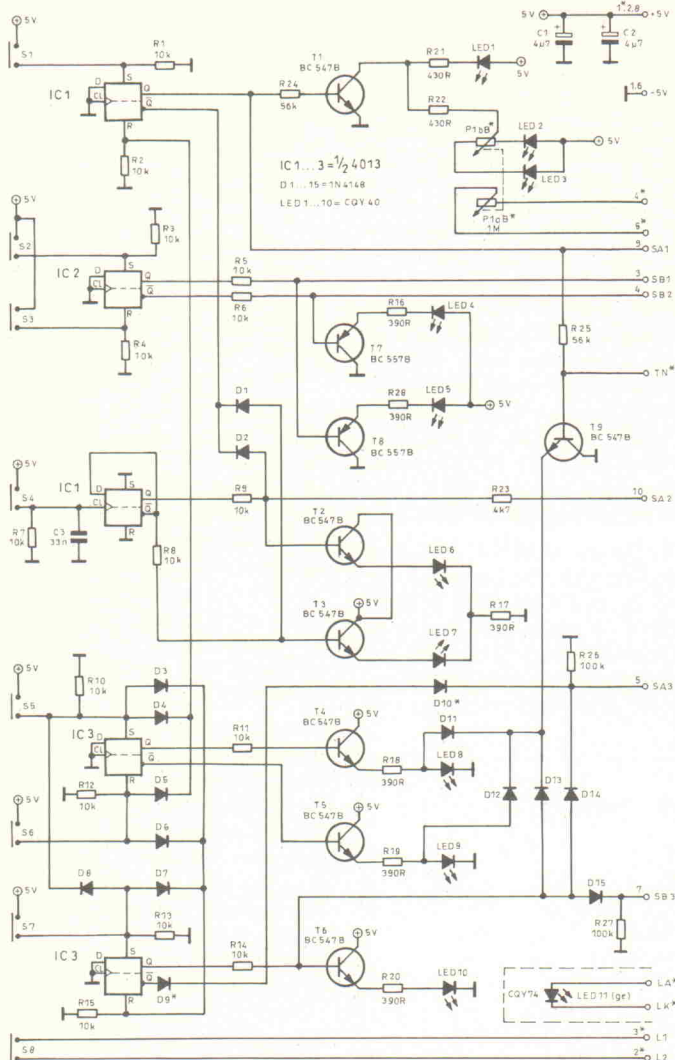 5V
S1
R1
10k
IC1
D
CL
S
Q
Q̅
R
R2
10k
R24
56k
T1
BC547B
R21
430R
LED1
5V
R22
430R
P1bB*
LED2
LED3
5V
P1aB*
1M
5V
C1
4µ7
C2
4µ7
1*,2,8
+5V
1,6
-5V
IC1...3 = ½ 4013
D1...15 = 1N4148
LED1...10 = CQY40
4*
9
SA1
5V
S2
S3
R3
10k
IC2
D
CL
S
Q
Q̅
R
R4
10k
R5
10k
R6
10k
3
SB1
4
SB2
R16
390R
LED4
T7
BC557B
R28
390R
LED5
5V
T8
BC557B
R25
56k
TN*
T9
BC547B
D1
D2
5V
S4
R7
10k
C3
33n
IC1
D
CL
S
Q
Q̅
R
R8
10k
R9
10k
R23
4k7
10
SA2
T2
BC547B
LED6
T3
BC547B
5V
LED7
R17
390R
5V
S5
R10
10k
D3
D4
IC3
D
CL
S
Q
Q̅
R
R12
10k
D5
D6
R11
10k
T4
BC547B
5V
R18
390R
D10*
D11
LED8
R26
100k
5
SA3
D12
D13
D14
5V
S6
T5
BC547B
5V
R19
390R
LED9
D8
D7
5V
S7
R13
10k
IC3
D
CL
S
Q
Q̅
R
D9*
R14
10k
R15
10k
T6
BC547B
5V
R20
390R
LED10
D15
7
SB3
R27
100k
CQY74
LED11 (ge)
LA*
LK*
S8
3*
L1
2*
L2